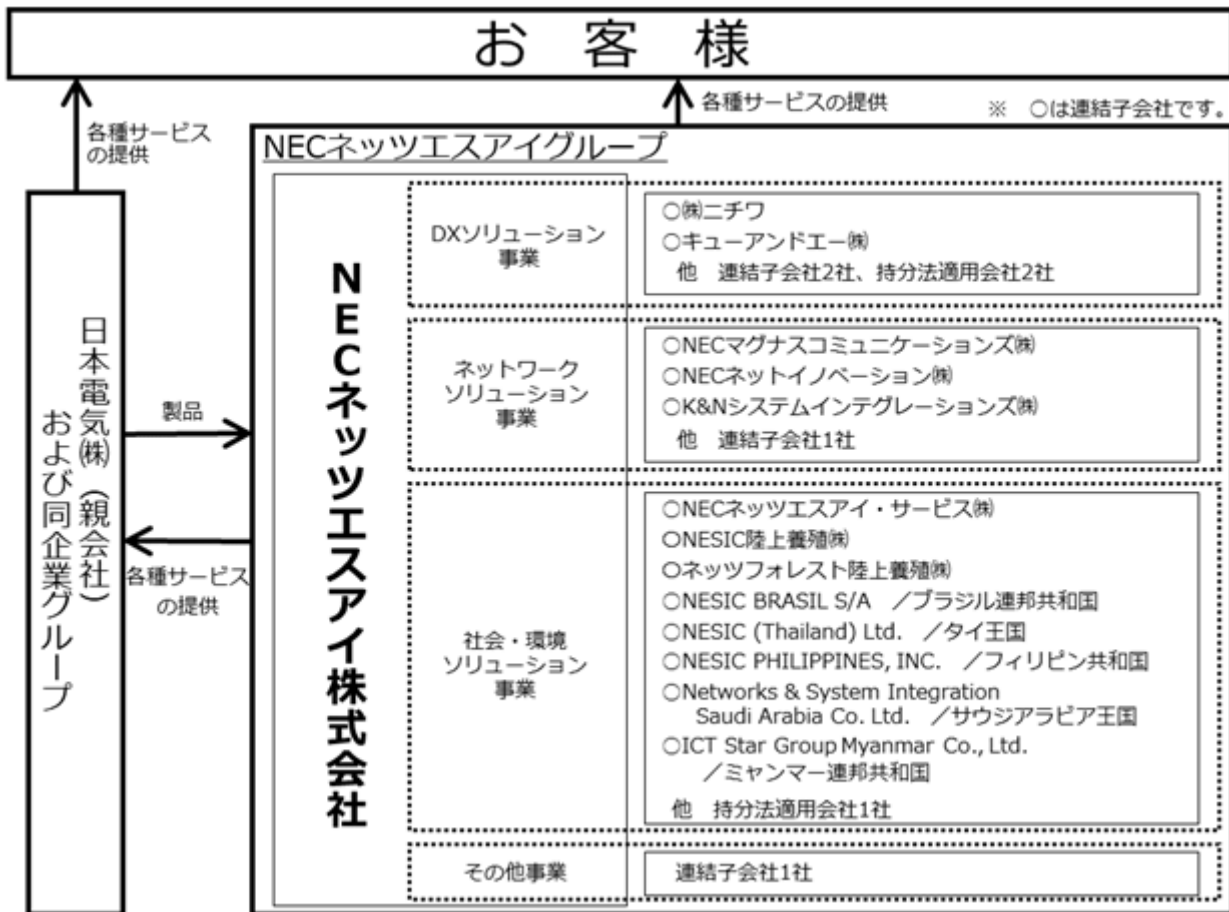 お 客 様
各種サービス
の提供
各種サービスの提供
※ ○は連結子会社です。
日本電気㈱（親会社）
および同企業グループ
製品
各種サービス
の提供
NECネッツエスアイグループ
NECネッツエスアイ株式会社
DXソリューション
事業
○㈱ニチワ
○キューアンドエー㈱
他 連結子会社2社、持分法適用会社2社
ネットワーク
ソリューション
事業
○NECマグナスコミュニケーションズ㈱
○NECネットイノベーション㈱
○K&Nシステムインテグレーションズ㈱
他 連結子会社1社
社会・環境
ソリューション
事業
○NECネッツエスアイ・サービス㈱
○NESIC陸上養殖㈱
○ネッツフォレスト陸上養殖㈱
○NESIC BRASIL S/A ／ブラジル連邦共和国
○NESIC (Thailand) Ltd. ／タイ王国
○NESIC PHILIPPINES, INC. ／フィリピン共和国
○Networks & System Integration
Saudi Arabia Co. Ltd. ／サウジアラビア王国
○ICT Star Group Myanmar Co., Ltd.
／ミャンマー連邦共和国
他 持分法適用会社1社
その他事業
連結子会社1社